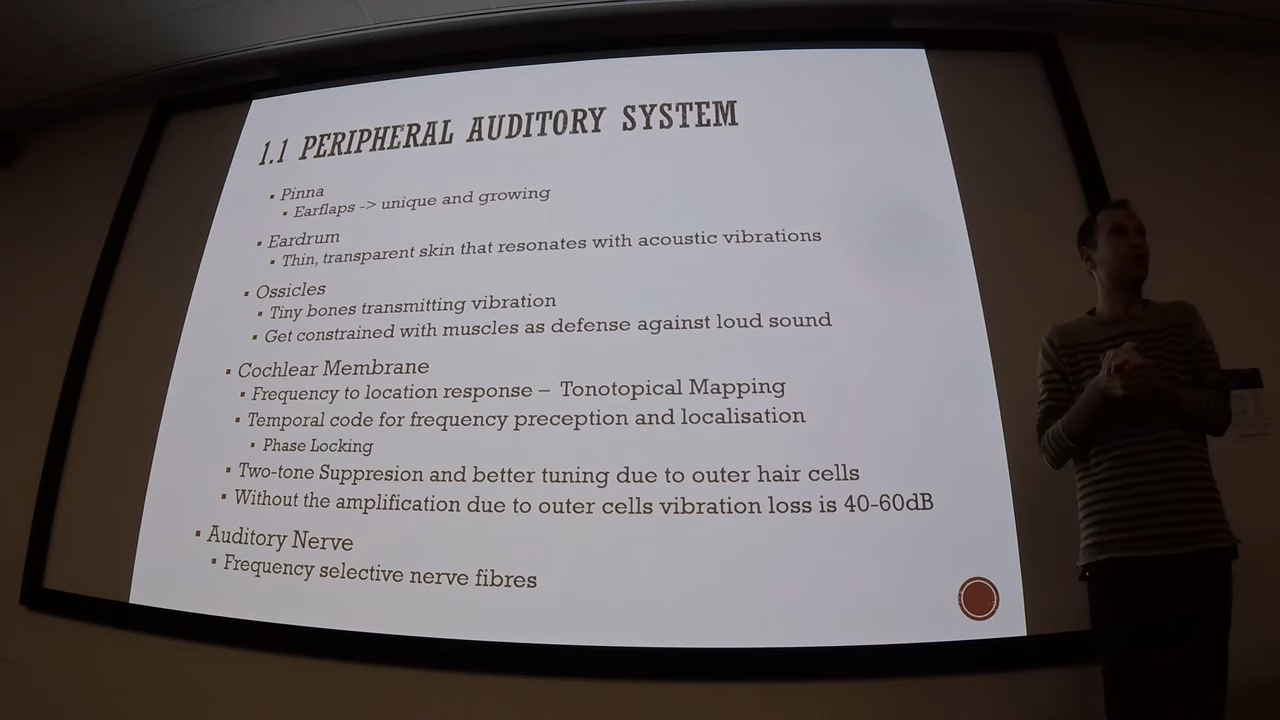 1.1 PERIPHERAL AUDITORY SYSTEM
▪ Pinna
▪ Earflaps -> unique and growing
▪ Eardrum
▪ Thin, transparent skin that resonates with acoustic vibrations
▪ Ossicles
▪ Tiny bones transmitting vibration
▪ Get constrained with muscles as defense against loud sound
▪ Cochlear Membrane
▪ Frequency to location response – Tonotopical Mapping
▪ Temporal code for frequency preception and localisation
▪ Phase Locking
▪ Two-tone Suppresion and better tuning due to outer hair cells
▪ Without the amplification due to outer cells vibration loss is 40-60dB
▪ Auditory Nerve
▪ Frequency selective nerve fibres